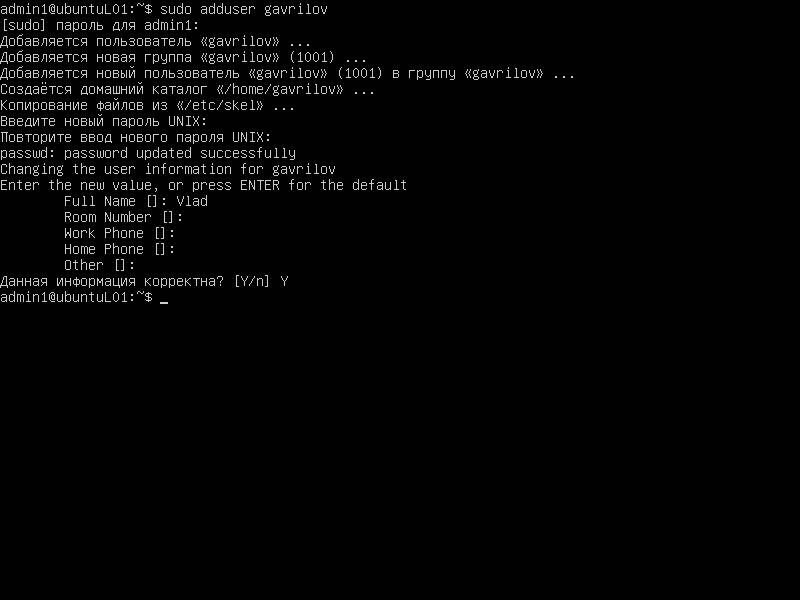 admin1@ubuntuL01:~$ sudo adduser gavrilov
[sudo] пароль для admin1:
Добавляется пользователь «gavrilov» ...
Добавляется новая группа «gavrilov» (1001) ...
Добавляется новый пользователь «gavrilov» (1001) в группу «gavrilov» ...
Создаётся домашний каталог «/home/gavrilov» ...
Копирование файлов из «/etc/skel» ...
Введите новый пароль UNIX:
Повторите ввод нового пароля UNIX:
passwd: password updated successfully
Changing the user information for gavrilov
Enter the new value, or press ENTER for the default
Full Name []: Vlad
Room Number []:
Work Phone []:
Home Phone []:
Other []:
Данная информация корректна? [Y/n] Y
admin1@ubuntuL01:~$ _